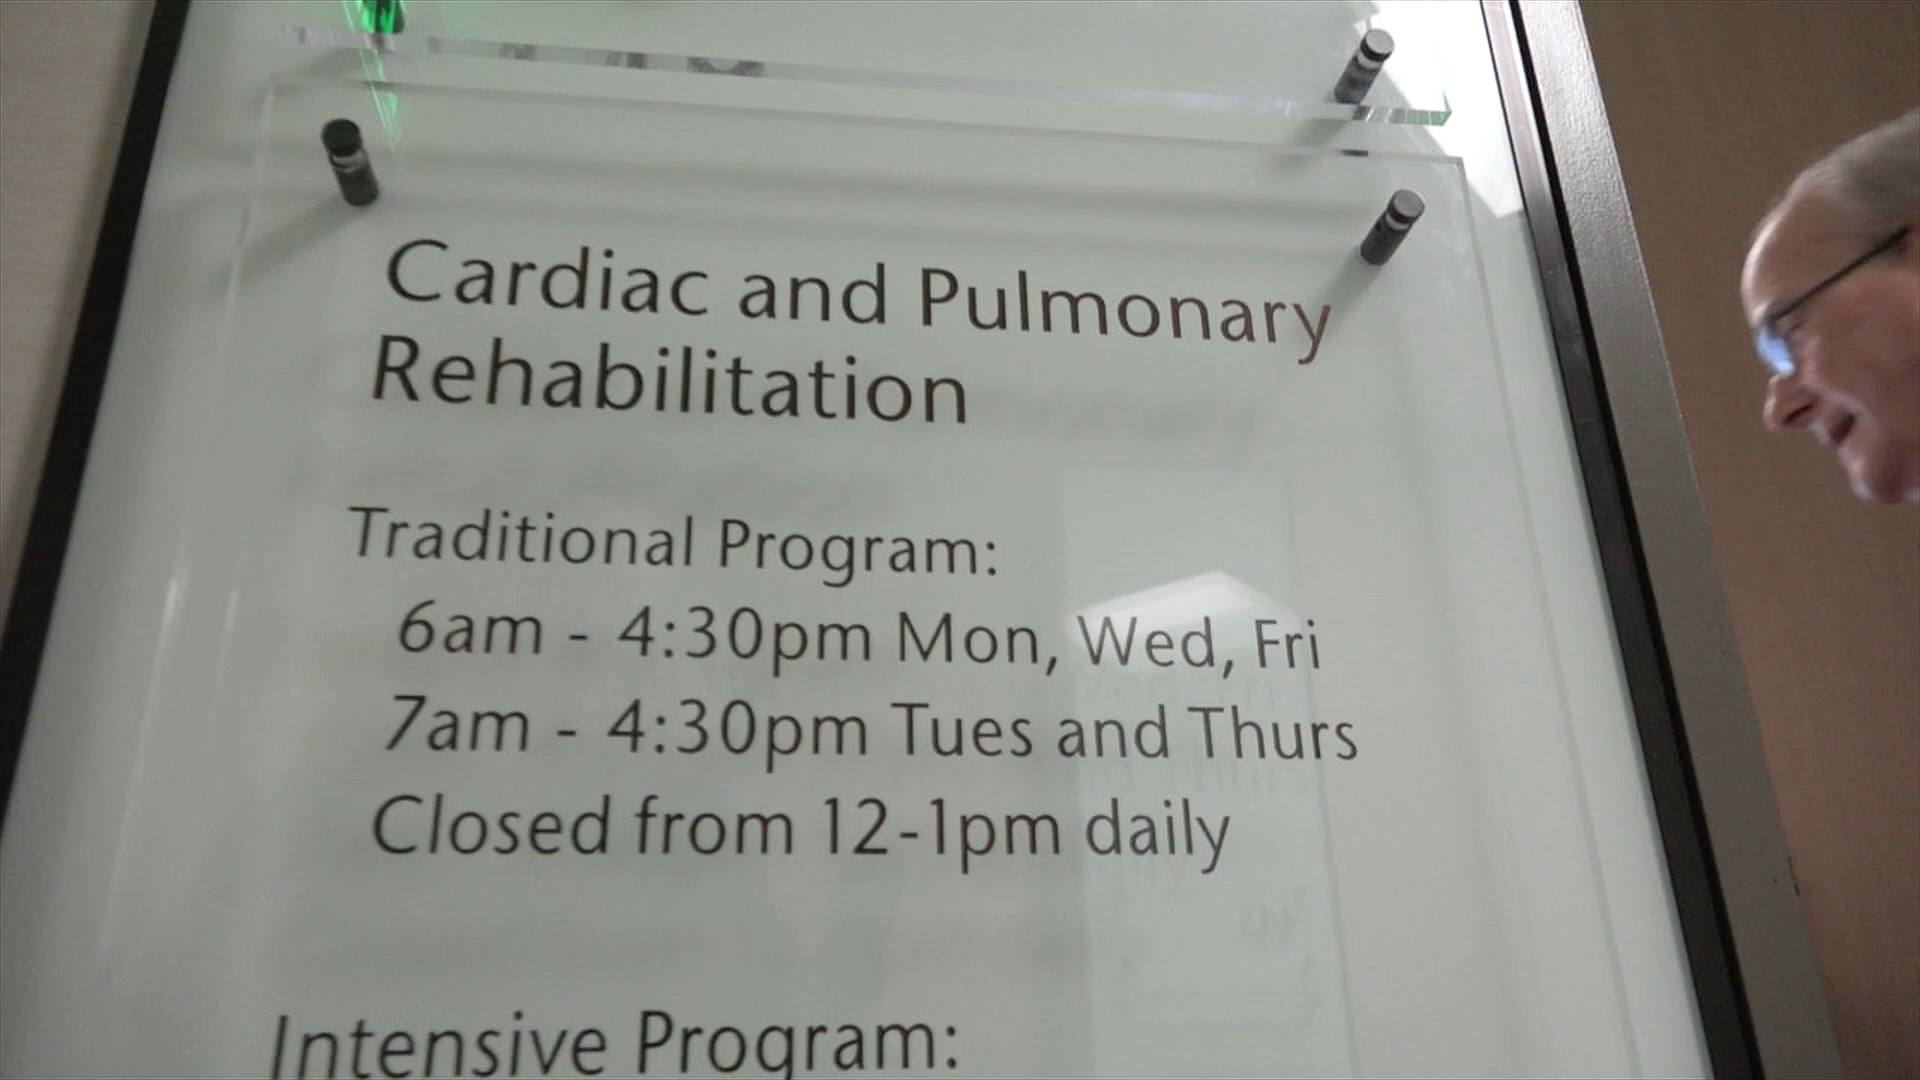 Cardiac and Pulmonary
Rehabilitation
Traditional Program:
6am - 4:30pm Mon, Wed, Fri
7am - 4:30pm Tues and Thurs
Closed from 12-1pm daily
Intensive Program: